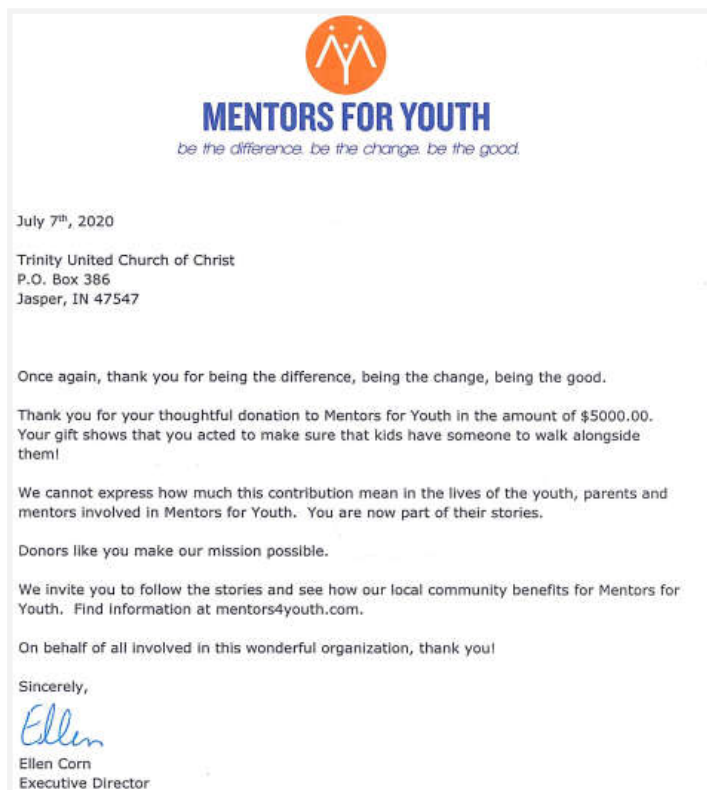 MENTORS FOR YOUTH
be the difference. be the change. be the good.
July 7th, 2020
Trinity United Church of Christ
P.O. Box 386
Jasper, IN 47547
Once again, thank you for being the difference, being the change, being the good.
Thank you for your thoughtful donation to Mentors for Youth in the amount of $5000.00.
Your gift shows that you acted to make sure that kids have someone to walk alongside
them!
We cannot express how much this contribution mean in the lives of the youth, parents and
mentors involved in Mentors for Youth.  You are now part of their stories.
Donors like you make our mission possible.
We invite you to follow the stories and see how our local community benefits for Mentors for
Youth.  Find information at mentors4youth.com.
On behalf of all involved in this wonderful organization, thank you!
Sincerely,
Ellen
Ellen Corn
Executive Director